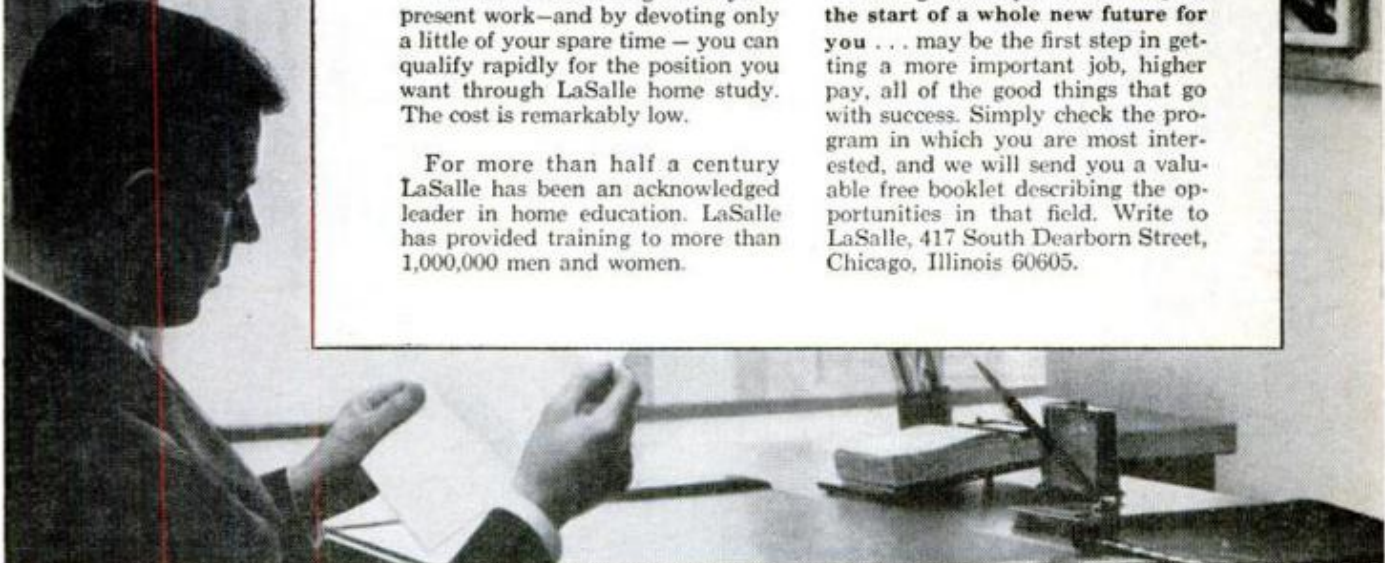 present work—and by devoting only
a little of your spare time — you can
qualify rapidly for the position you
want through LaSalle home study.
The cost is remarkably low.
For more than half a century
LaSalle has been an acknowledged
leader in home education. LaSalle
has provided training to more than
1,000,000 men and women.
the start of a whole new future for
you . . . may be the first step in get-
ting a more important job, higher
pay, all of the good things that go
with success. Simply check the pro-
gram in which you are most inter-
ested, and we will send you a valu-
able free booklet describing the op-
portunities in that field. Write to
LaSalle, 417 South Dearborn Street,
Chicago, Illinois 60605.